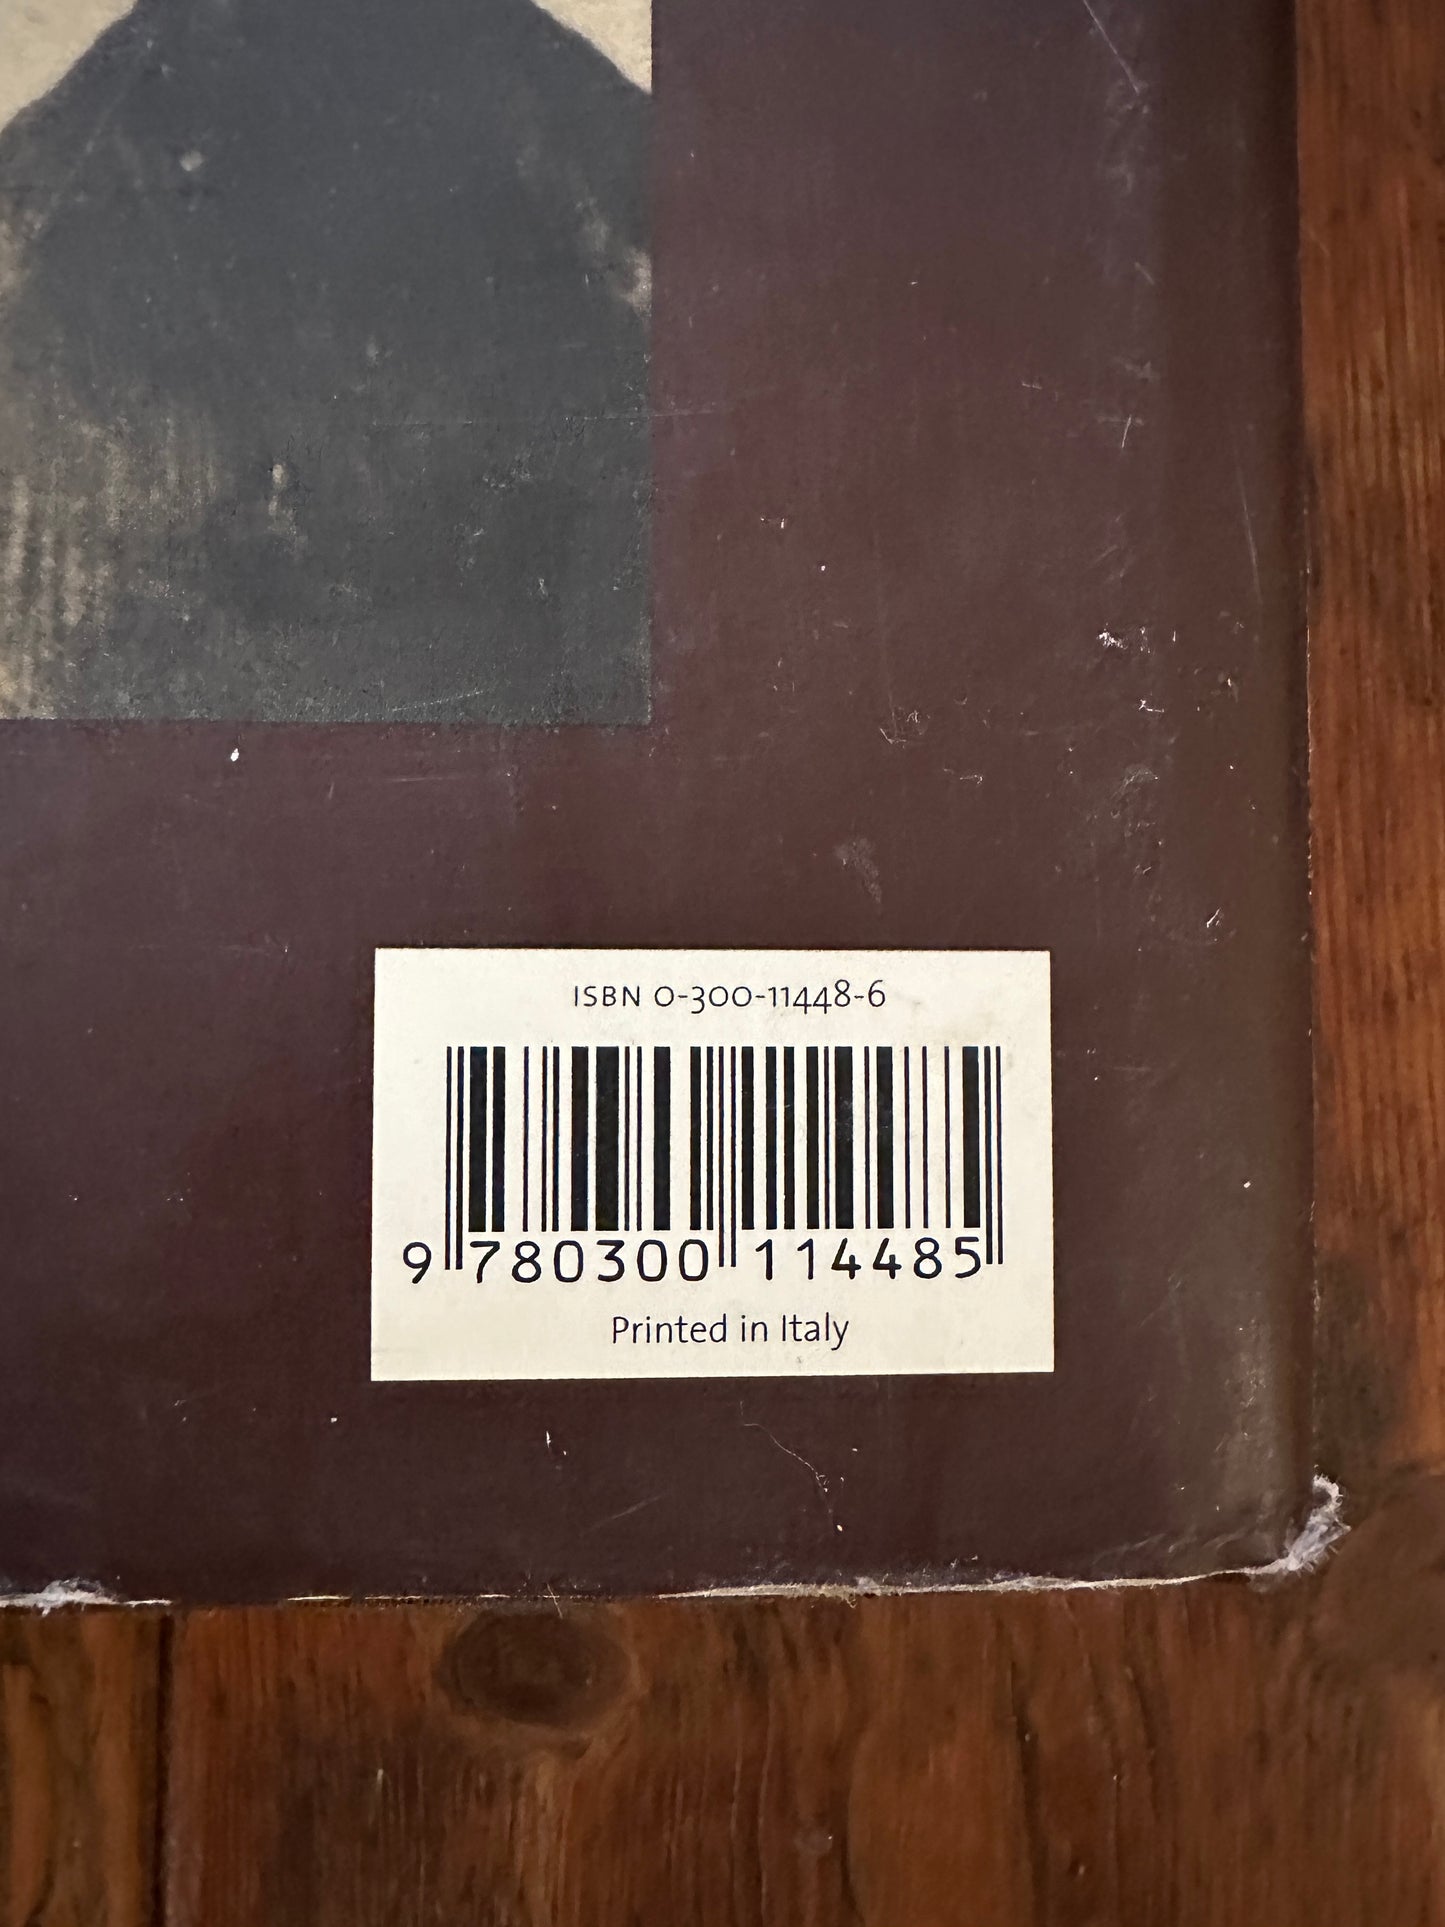 ISBN 0-300-11448-6
9 780300 114485
Printed in Italy